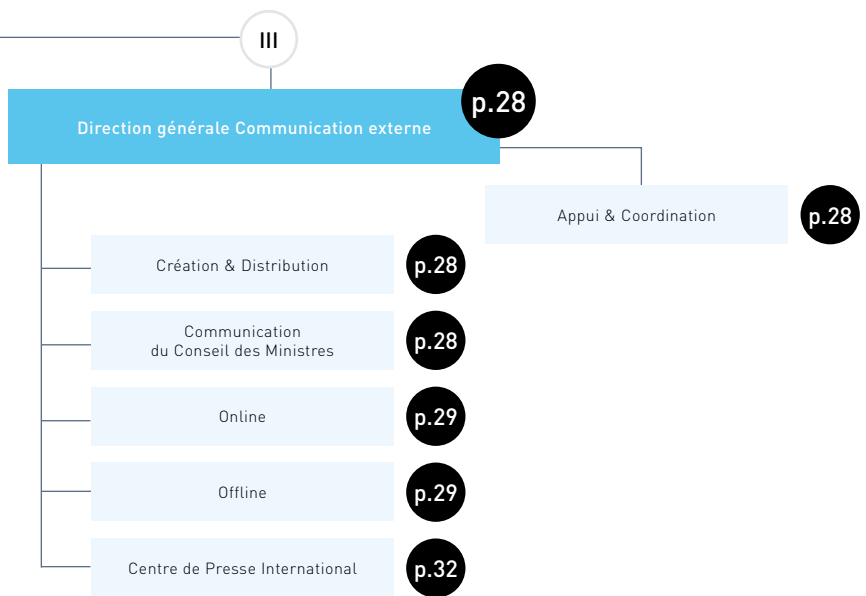 III
Direction générale Communication externe
p.28
Appui & Coordination
p.28
Création & Distribution
p.28
Communication
du Conseil des Ministres
p.28
Online
p.29
Offline
p.29
Centre de Presse International
p.32